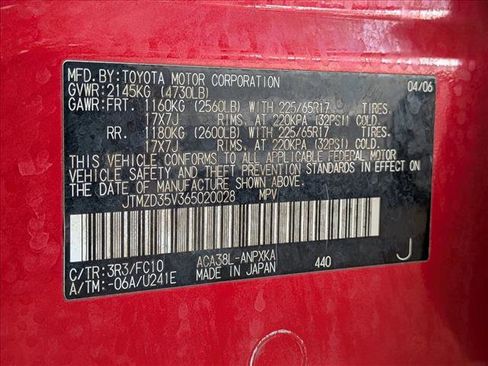 MFD. BY: TOYOTA MOTOR CORPORATION 04/06
GVWR: 2145KG (4730LB)
GAWR: FRT. 1160KG (2560LB) WITH 225/65R17 TIRES.
17X7J RIMS. AT 220KPA (32PSI) COLD.
RR. 1180KG (2600LB) WITH 225/65R17 TIRES.
17X7J RIMS. AT 220KPA (32PSI) COLD.
THIS VEHICLE CONFORMS TO ALL APPLICABLE FEDERAL MOTOR
VEHICLE SAFETY AND THEFT PREVENTION STANDARDS IN EFFECT
ON THE DATE OF MANUFACTURE SHOWN ABOVE.
JTMZD35V365020028 MPV
ACA38L-ANPXKA
C/TR: 3R3/FC10 MADE IN JAPAN 440 J
A/TM: -06A/U241E